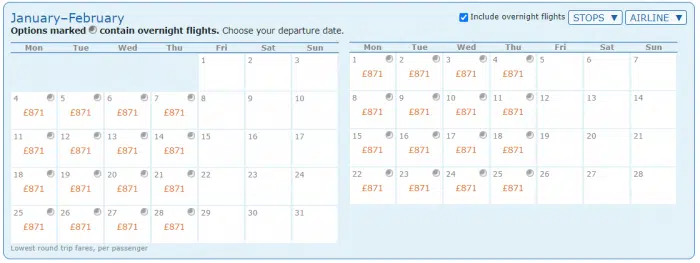 January–February
Include overnight flights STOPS ▼ AIRLINE ▼
Options marked contain overnight flights. Choose your departure date.
Mon Tue Wed Thu Fri Sat Sun
1 2 3
4 5 6 7 8 9 10
£871 £871 £871 £871
11 12 13 14 15 16 17
£871 £871 £871 £871
18 19 20 21 22 23 24
£871 £871 £871 £871
25 26 27 28 29 30 31
£871 £871 £871 £871
Lowest round trip fares, per passenger
Mon Tue Wed Thu Fri Sat Sun
1 2 3 4 5 6 7
£871 £871 £871 £871
8 9 10 11 12 13 14
£871 £871 £871 £871
15 16 17 18 19 20 21
£871 £871 £871 £871
22 23 24 25 26 27 28
£871 £871 £871 £871